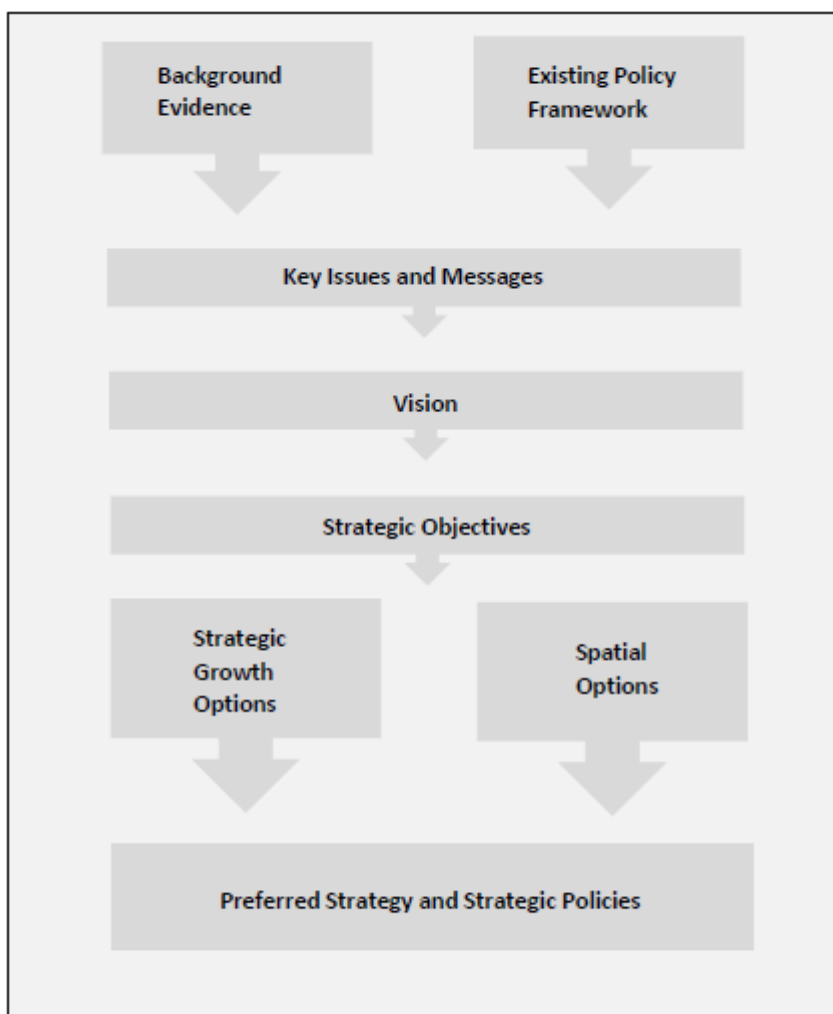 Background
Evidence
Existing Policy
Framework
Key Issues and Messages
Vision
Strategic Objectives
Strategic
Growth
Options
Spatial
Options
Preferred Strategy and Strategic Policies